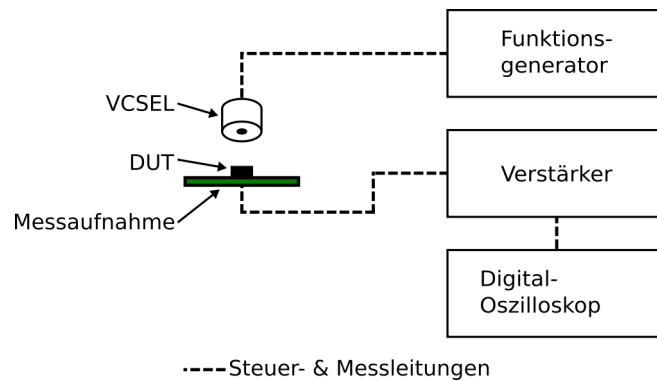 Funktions-
generator
VCSEL
DUT
Verstärker
Messaufnahme
Digital-
Oszilloskop
Steuer- & Messleitungen